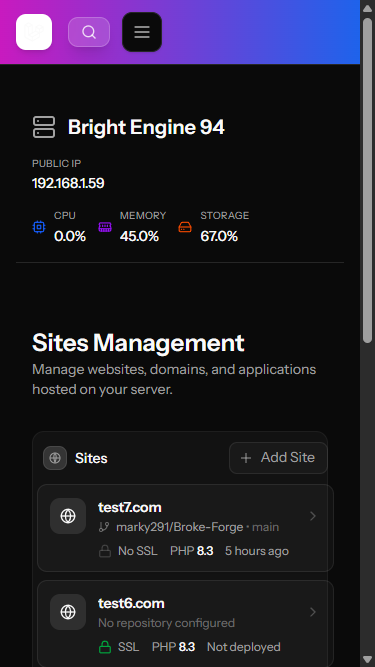 Bright Engine 94
PUBLIC IP
192.168.1.59
CPU MEMORY STORAGE
0.0% 45.0% 67.0%
Sites Management
Manage websites, domains, and applications
hosted on your server.
Sites + Add Site
test7.com
marky291/Broke-Forge • main
No SSL PHP 8.3 5 hours ago
test6.com
No repository configured
SSL PHP 8.3 Not deployed